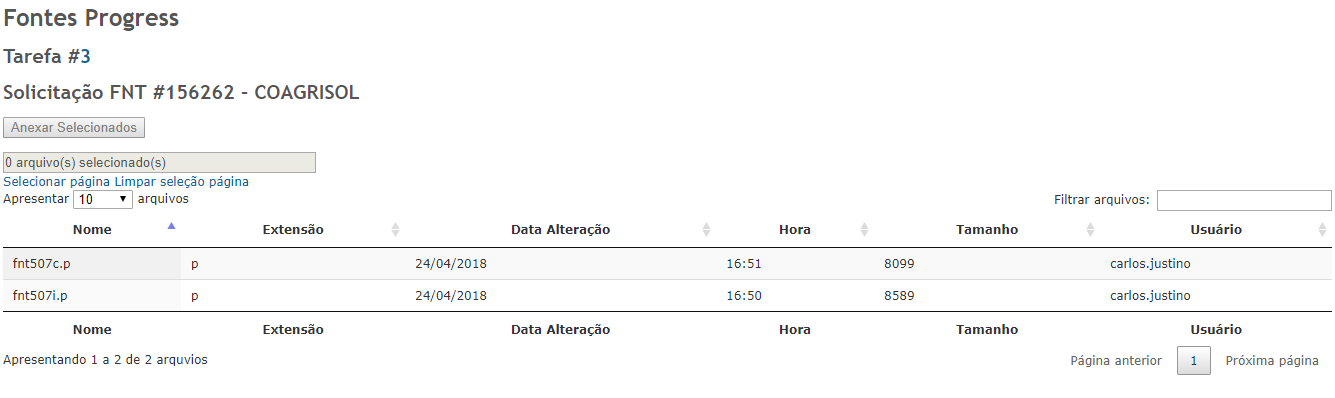 Fontes Progress
Tarefa #3
Solicitação FNT #156262 - COAGRISOL
Anexar Selecionados
0 arquivo(s) selecionado(s)
Selecionar página Limpar seleção página
Apresentar 10 arquivos Filtrar arquivos:
Nome Extensão Data Alteração Hora Tamanho Usuário
fnt507c.p p 24/04/2018 16:51 8099 carlos.justino
fnt507i.p p 24/04/2018 16:50 8589 carlos.justino
Nome Extensão Data Alteração Hora Tamanho Usuário
Apresentando 1 a 2 de 2 arquvios Página anterior 1 Próxima página